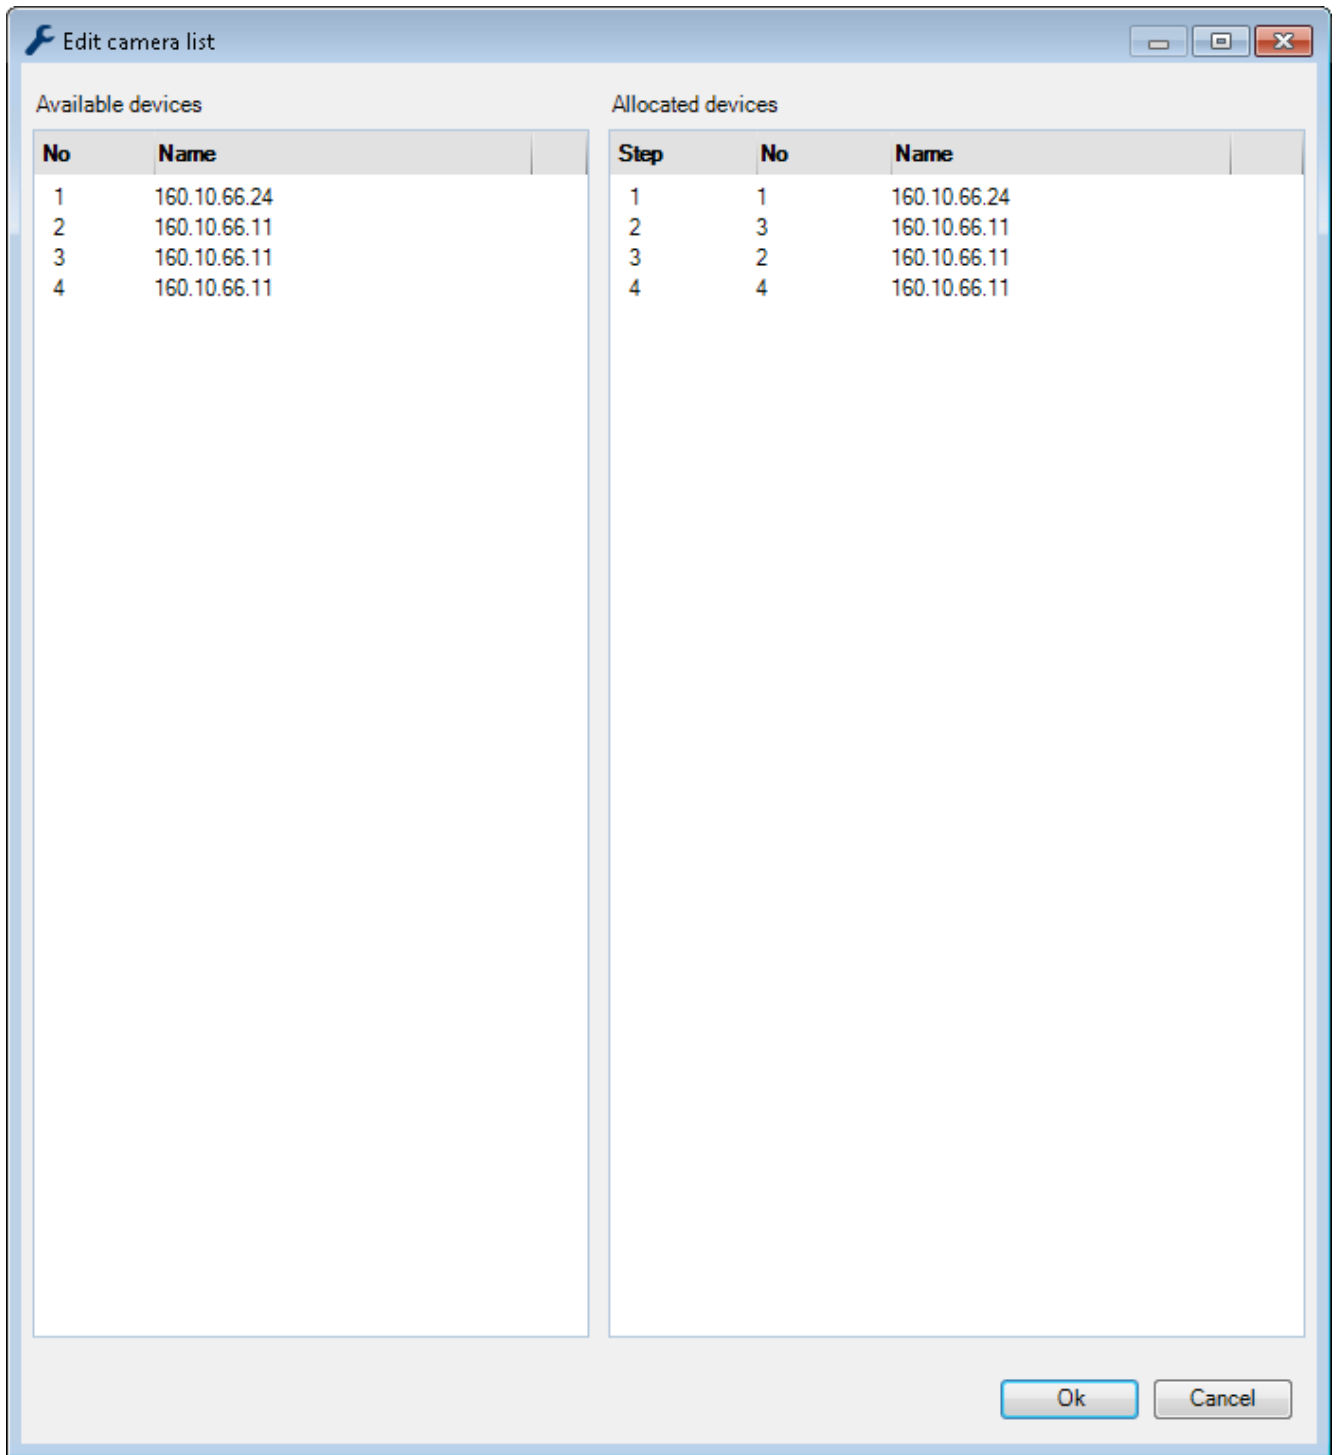 Edit camera list
Available devices
No Name
1 160.10.66.24
2 160.10.66.11
3 160.10.66.11
4 160.10.66.11
Allocated devices
Step No Name
1 1 160.10.66.24
2 3 160.10.66.11
3 2 160.10.66.11
4 4 160.10.66.11
Ok Cancel